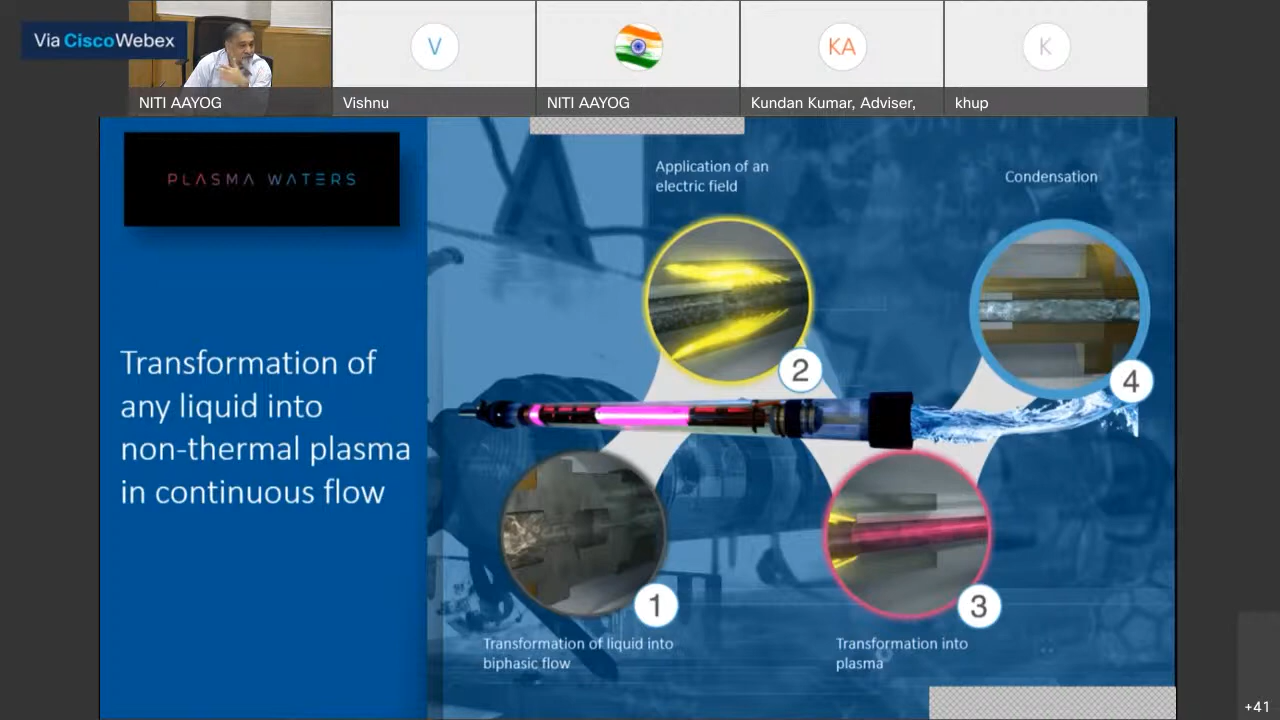 Via Cisco Webex
NITI AAYOG
V
Vishnu
NITI AAYOG
KA
Kundan Kumar, Adviser,
K
khup
PLASMA WATERS
Transformation of
any liquid into
non-thermal plasma
in continuous flow
Application of an
electric field
2
Condensation
4
1
Transformation of liquid into
biphasic flow
3
Transformation into
plasma
+41